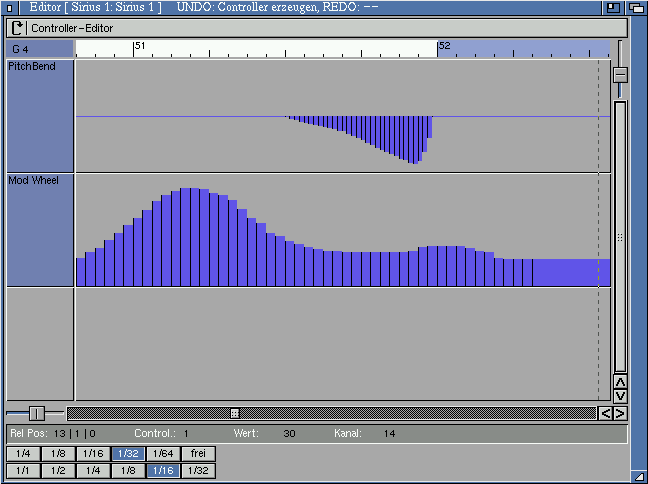 Editor [ Sirius 1: Sirius 1 ] UNDO: Controller erzeugen, REDO: --
Controller-Editor
G 4 51 52
PitchBend
Mod Wheel
Rel Pos: 13 | 1 | 0 Control.: 1 Wert: 30 Kanal: 14
1/4 1/8 1/16 1/32 1/64 frei
1/1 1/2 1/4 1/8 1/16 1/32